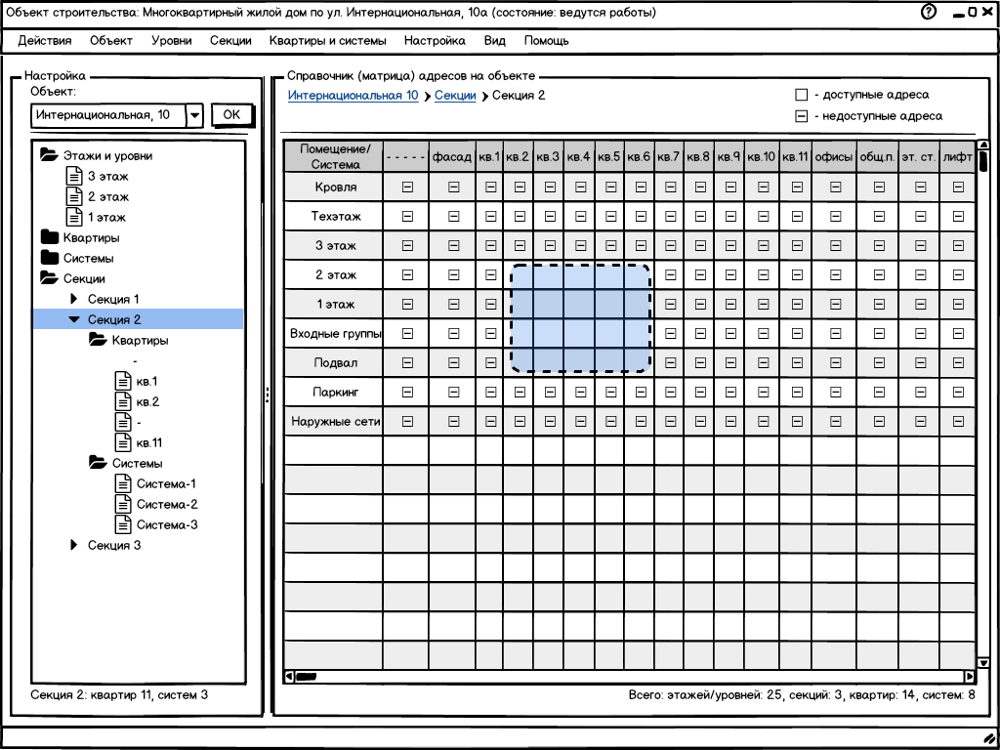 Объект строительства: Многоквартирный жилой дом по ул. Интернациональная, 10а (состояние: ведутся работы)
Действия Объект Уровни Секции Квартиры и системы Настройка Вид Помощь
Настройка
Объект:
Интернациональная, 10 OK
Этажи и уровни
3 этаж
2 этаж
1 этаж
Квартиры
Системы
Секции
Секция 1
Секция 2
Квартиры
-
кв.1
кв.2
-
кв.11
Системы
Система-1
Система-2
Система-3
Секция 3
Секция 2: квартир 11, систем 3
Справочник (матрица) адресов на объекте
Интернациональная 10 Секции Секция 2
- доступные адреса
- недоступные адреса
Помещение/
Система
- - - - - фасад кв.1 кв.2 кв.3 кв.4 кв.5 кв.6 кв.7 кв.8 кв.9 кв.10 кв.11 офисы общ.п. эт. ст. лифт
Кровля
Техэтаж
3 этаж
2 этаж
1 этаж
Входные группы
Подвал
Паркинг
Наружные сети
Всего: этажей/уровней: 25, секций: 3, квартир: 14, систем: 8